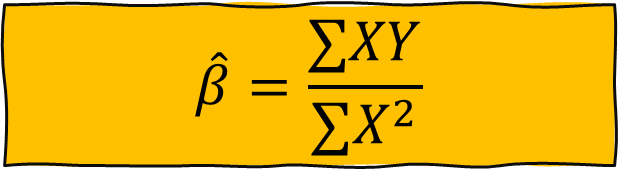 β̂ = ∑XY / ∑X²